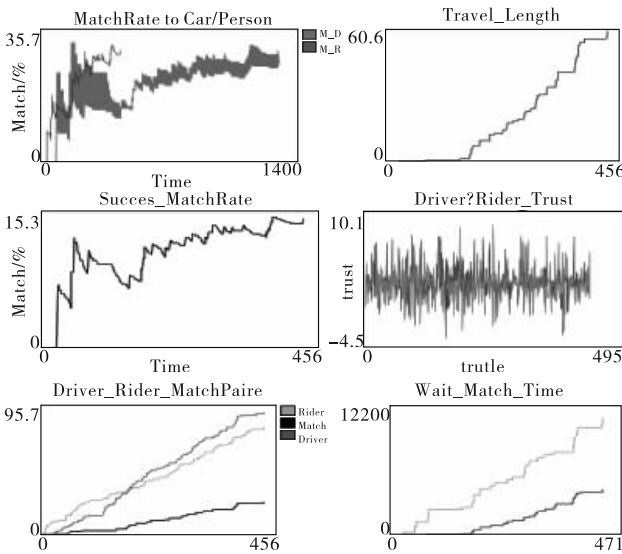 MatchRate to Car/Person
35.7
Match/%
0
0
1400
Time
M_D
M_R
Travel_Length
60.6
0
0
456
Succes_MatchRate
15.3
Match/%
0
0
456
Time
Driver?Rider_Trust
10.1
trust
-4.5
0
495
trutle
Driver_Rider_MatchPaire
95.7
0
0
456
Rider
Match
Driver
Wait_Match_Time
12200
0
0
471